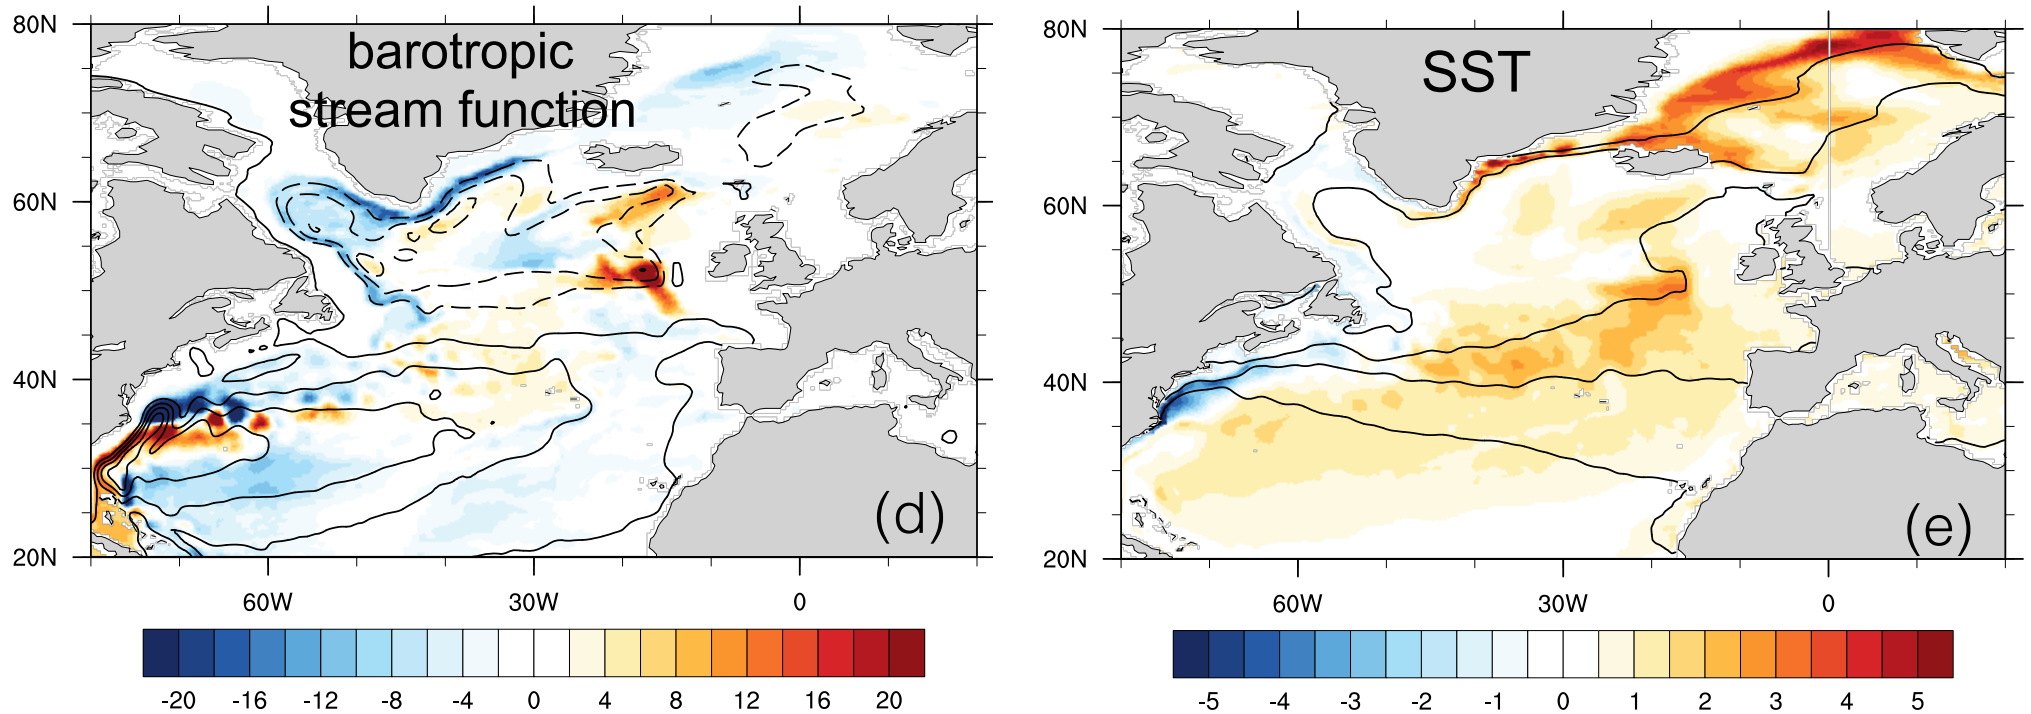 barotropic
stream function
(d)
80N
60N
40N
20N
60W 30W 0
-20 -16 -12 -8 -4 0 4 8 12 16 20
SST
(e)
80N
60N
40N
20N
60W 30W 0
-5 -4 -3 -2 -1 0 1 2 3 4 5